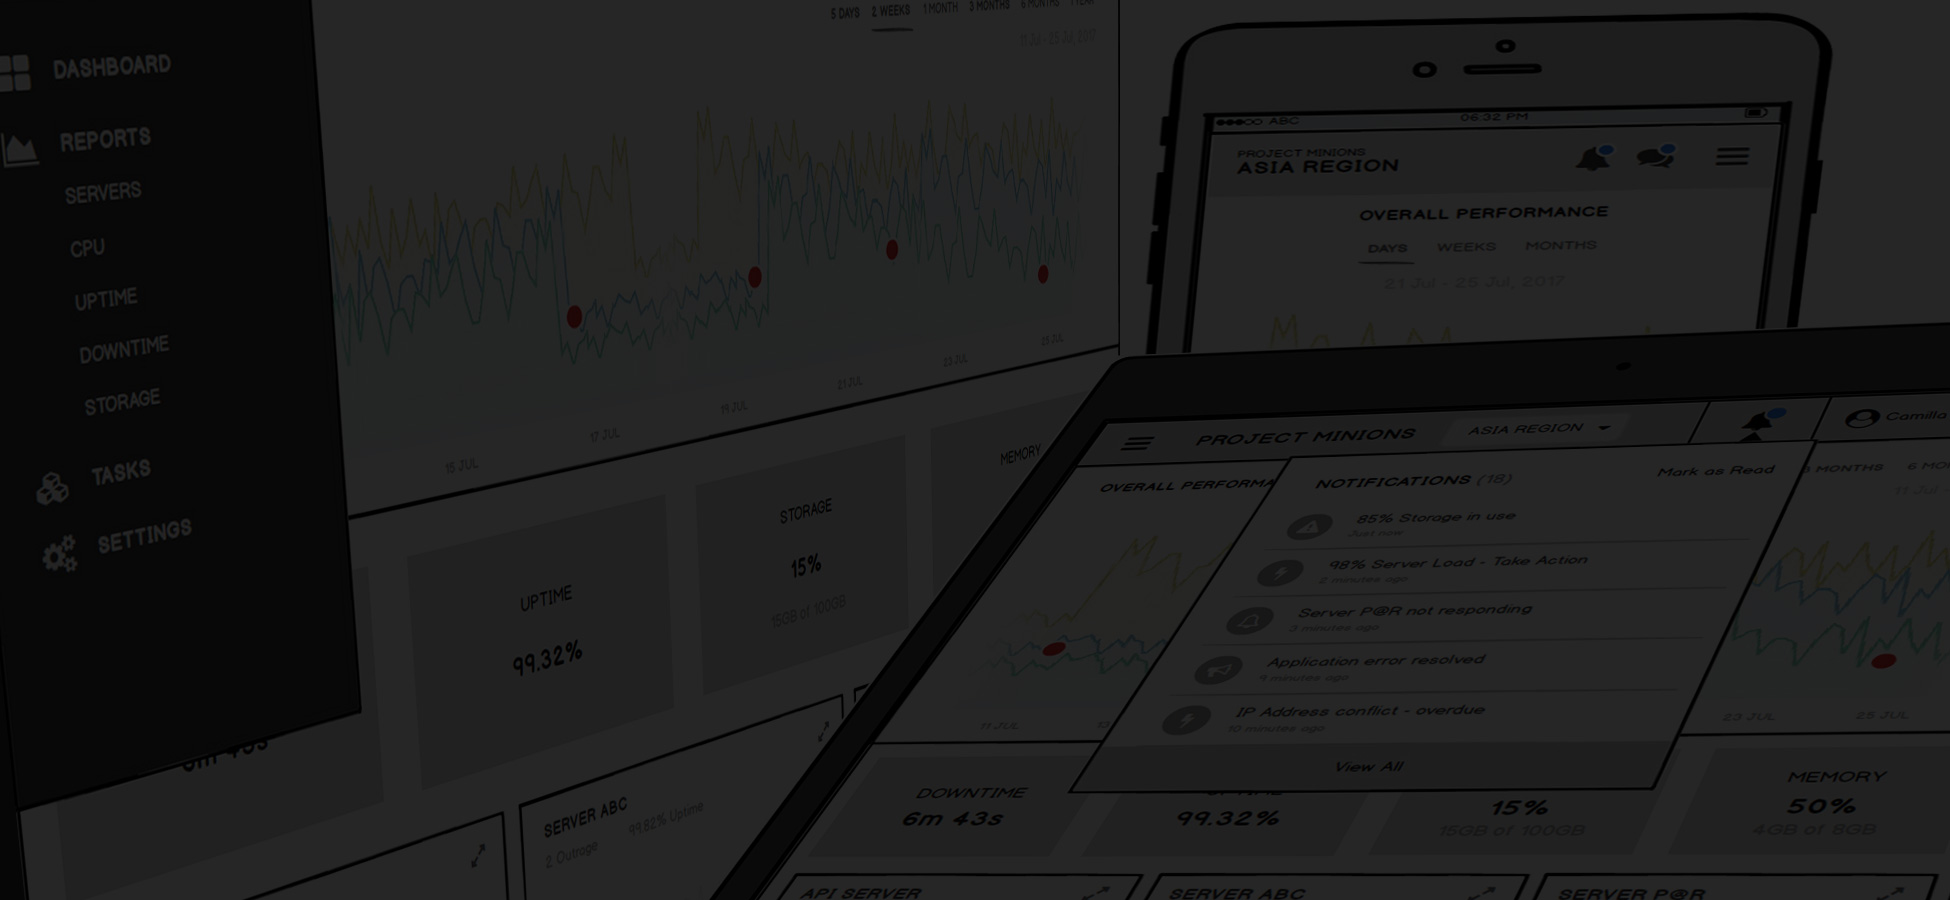 5 DAYS 2 WEEKS 1 MONTH 3 MONTHS 6 MONTHS 1 YEAR
11 Jul - 25 Jul 2017
DASHBOARD
REPORTS
SERVERS
CPU
UPTIME
DOWNTIME
STORAGE
TASKS
SETTINGS
15 JUL 17 JUL 19 JUL 21 JUL 23 JUL 25 JUL
UPTIME
99.32%
STORAGE
15%
15GB of 100GB
MEMORY
SERVER ABC
99.82% Uptime
2 Outrage
ABC 06:32 PM
PROJECT MINIONS
ASIA REGION
OVERALL PERFORMANCE
DAYS WEEKS MONTHS
21 Jul - 25 Jul, 2017
PROJECT MINIONS ASIA REGION Camilla
OVERALL PERFORMA
MONTHS 6 MO
11 Jul -
NOTIFICATIONS (18) Mark as Read
85% Storage in use
Just now
98% Server Load - Take Action
2 minutes ago
Server P@R not responding
3 minutes ago
Application error resolved
9 minutes ago
IP Address conflict - overdue
10 minutes ago
View All
11 JUL 13 23 JUL 25 JUL
DOWNTIME
6m 43s
UPTIME
99.32%
15%
15GB of 100GB
MEMORY
50%
4GB of 8GB
API SERVER
SERVER ABC
SERVER P@R